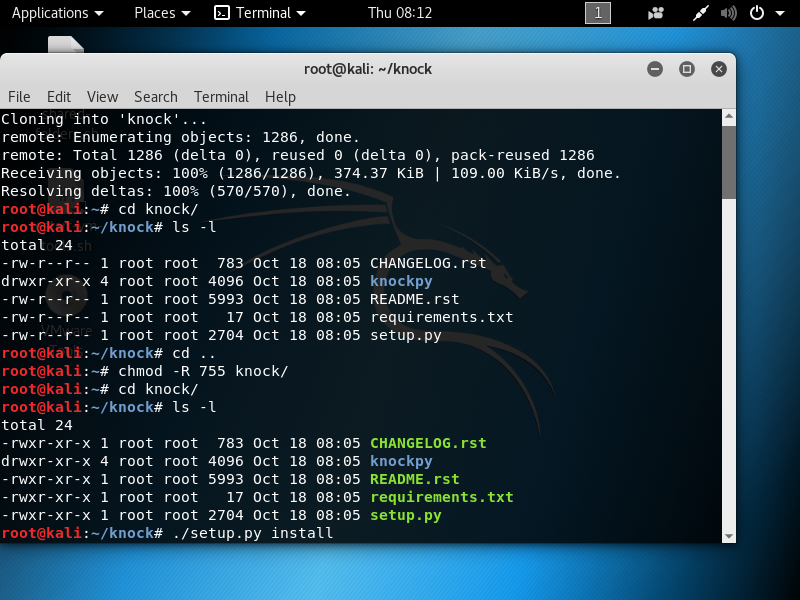 Applications Places Terminal Thu 08:12 1
root@kali: ~/knock
File Edit View Search Terminal Help
Cloning into 'knock'...
remote: Enumerating objects: 1286, done.
remote: Total 1286 (delta 0), reused 0 (delta 0), pack-reused 1286
Receiving objects: 100% (1286/1286), 374.37 KiB | 109.00 KiB/s, done.
Resolving deltas: 100% (570/570), done.
root@kali:~# cd knock/
root@kali:~/knock# ls -l
total 24
-rw-r--r-- 1 root root  783 Oct 18 08:05 CHANGELOG.rst
drwxr-xr-x 4 root root 4096 Oct 18 08:05 knockpy
-rw-r--r-- 1 root root 5993 Oct 18 08:05 README.rst
-rw-r--r-- 1 root root   17 Oct 18 08:05 requirements.txt
-rw-r--r-- 1 root root 2704 Oct 18 08:05 setup.py
root@kali:~/knock# cd ..
root@kali:~# chmod -R 755 knock/
root@kali:~# cd knock/
root@kali:~/knock# ls -l
total 24
-rwxr-xr-x 1 root root  783 Oct 18 08:05 CHANGELOG.rst
drwxr-xr-x 4 root root 4096 Oct 18 08:05 knockpy
-rwxr-xr-x 1 root root 5993 Oct 18 08:05 README.rst
-rwxr-xr-x 1 root root   17 Oct 18 08:05 requirements.txt
-rwxr-xr-x 1 root root 2704 Oct 18 08:05 setup.py
root@kali:~/knock# ./setup.py install